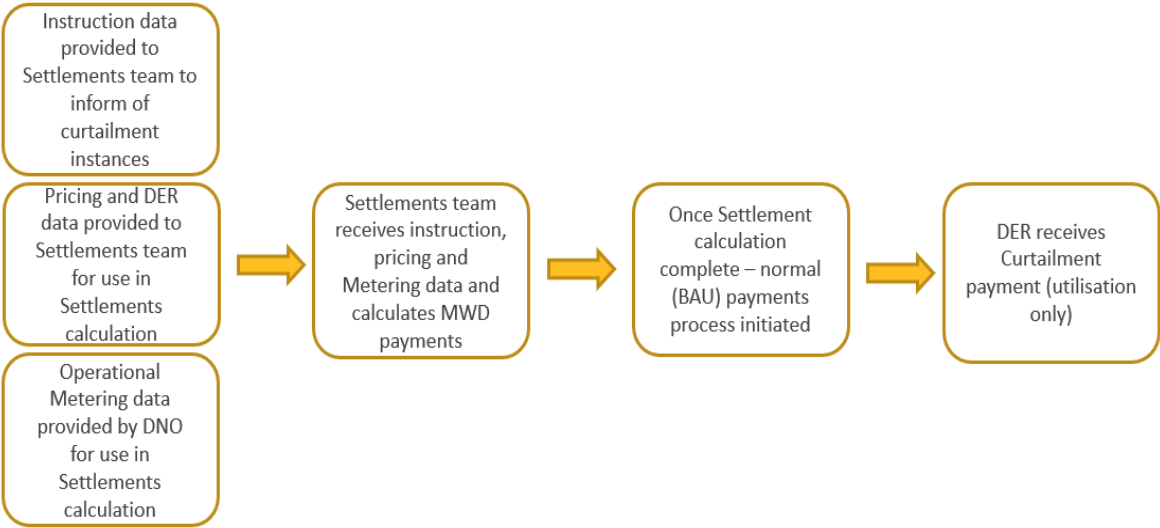 Instruction data
provided to
Settlements team to
inform of
curtailment
instances
Pricing and DER
data provided to
Settlements team
for use in
Settlements
calculation
Operational
Metering data
provided by DNO
for use in
Settlements
calculation
Settlements team
receives instruction,
pricing and
Metering data and
calculates MWD
payments
Once Settlement
calculation
complete – normal
(BAU) payments
process initiated
DER receives
Curtailment
payment (utilisation
only)